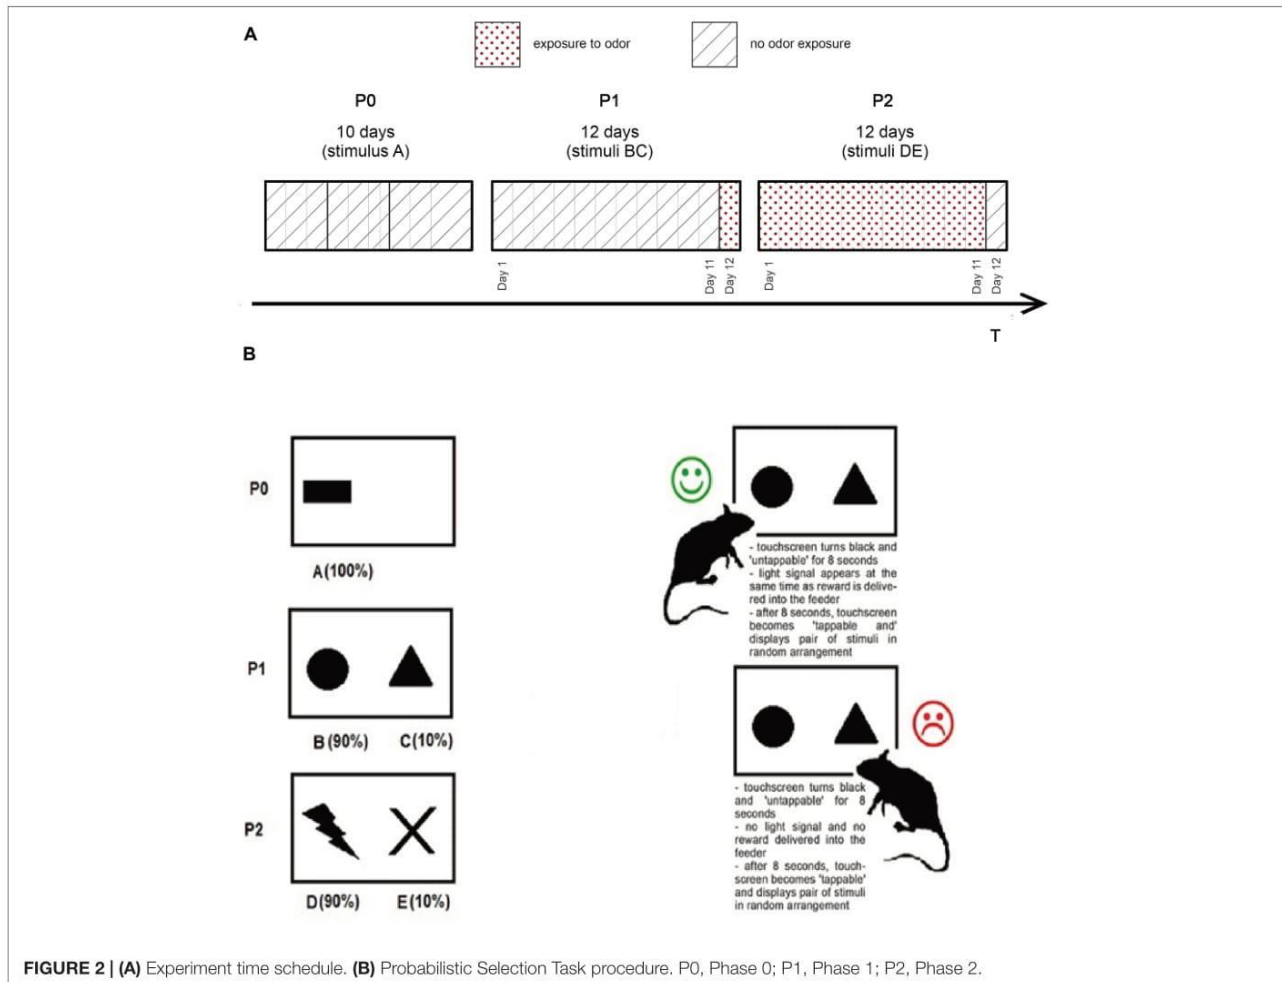 A
exposure to odor
no odor exposure
P0
10 days
(stimulus A)
P1
12 days
(stimuli BC)
P2
12 days
(stimuli DE)
Day 1
Day 11
Day 12
Day 1
Day 11
Day 12
T
B
P0
A(100%)
P1
B(90%) C(10%)
P2
D(90%) E(10%)
- touchscreen turns black and
'untappable' for 8 seconds
- light signal appears at the
same time as reward is delive-
red into the feeder
- after 8 seconds, touchscreen
becomes 'tappable and'
displays pair of stimuli in
random arrangement
- touchscreen turns black
and 'untappable' for 8
seconds
- no light signal and no
reward delivered into the
feeder
- after 8 seconds, touch-
screen becomes 'tappable'
and displays pair of stimuli
in random arrangement
FIGURE 2 | (A) Experiment time schedule. (B) Probabilistic Selection Task procedure. P0, Phase 0; P1, Phase 1; P2, Phase 2.